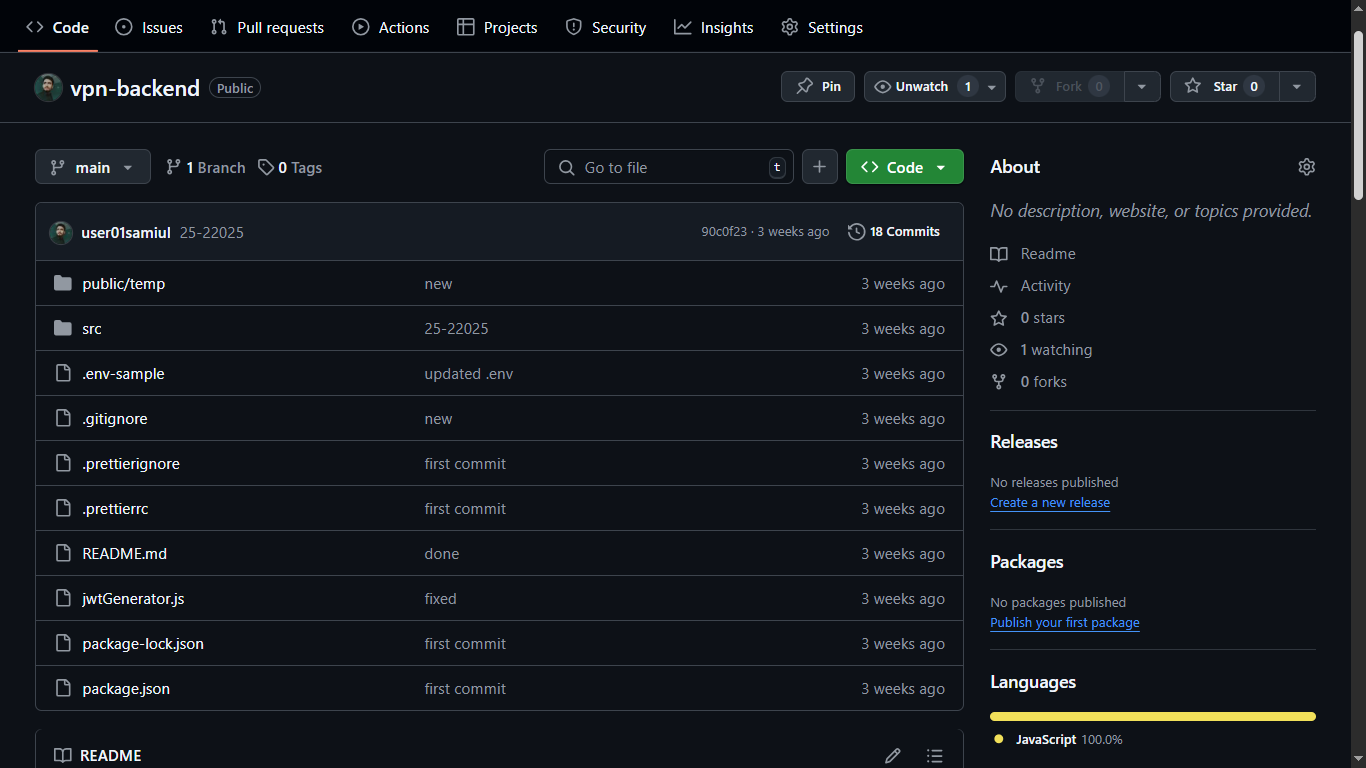 Code Issues Pull requests Actions Projects Security Insights Settings
vpn-backend Public Pin Unwatch 1 Fork 0 Star 0
main 1 Branch 0 Tags Go to file t Code
user01samiul 25-22025 90c0f23 · 3 weeks ago 18 Commits
public/temp new 3 weeks ago
src 25-22025 3 weeks ago
.env-sample updated .env 3 weeks ago
.gitignore new 3 weeks ago
.prettierignore first commit 3 weeks ago
.prettierrc first commit 3 weeks ago
README.md done 3 weeks ago
jwtGenerator.js fixed 3 weeks ago
package-lock.json first commit 3 weeks ago
package.json first commit 3 weeks ago
README
About
No description, website, or topics provided.
Readme
Activity
0 stars
1 watching
0 forks
Releases
No releases published
Create a new release
Packages
No packages published
Publish your first package
Languages
JavaScript 100.0%